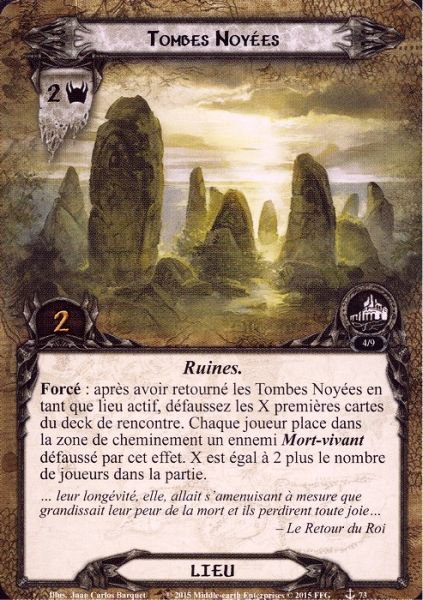 Tombes Noyées
2
2
4/9
Ruines.
Forcé : après avoir retourné les Tombes Noyées en
tant que lieu actif, défaussez les X premières cartes
du deck de rencontre. Chaque joueur place dans
la zone de cheminement un ennemi Mort-vivant
défaussé par cet effet. X est égal à 2 plus le nombre
de joueurs dans la partie.
... leur longévité, elle, allait s'amenuisant à mesure que
grandissait leur peur de la mort et ils perdirent toute joie...
– Le Retour du Roi
LIEU
Illus. Juan Carlos Barquet © 2015 Middle-earth Enterprises © 2015 FFG 73